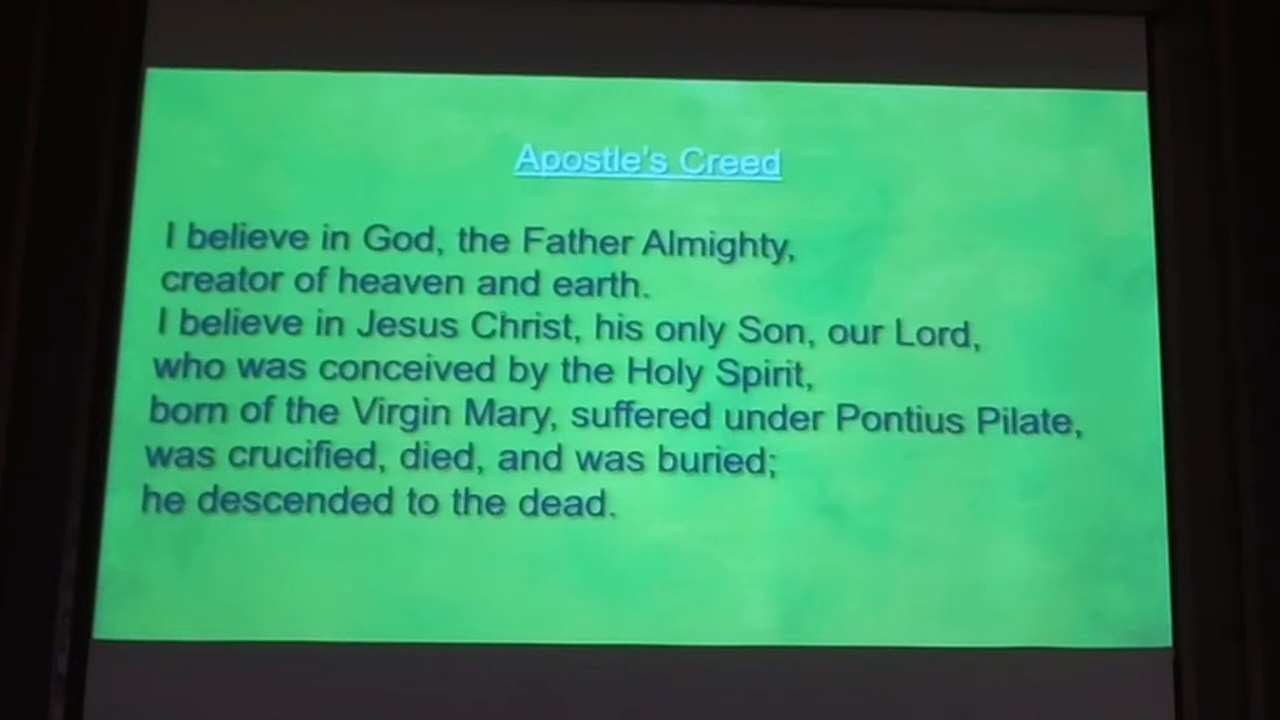 Apostle's Creed
I believe in God, the Father Almighty,
creator of heaven and earth.
I believe in Jesus Christ, his only Son, our Lord,
who was conceived by the Holy Spirit,
born of the Virgin Mary, suffered under Pontius Pilate,
was crucified, died, and was buried;
he descended to the dead.